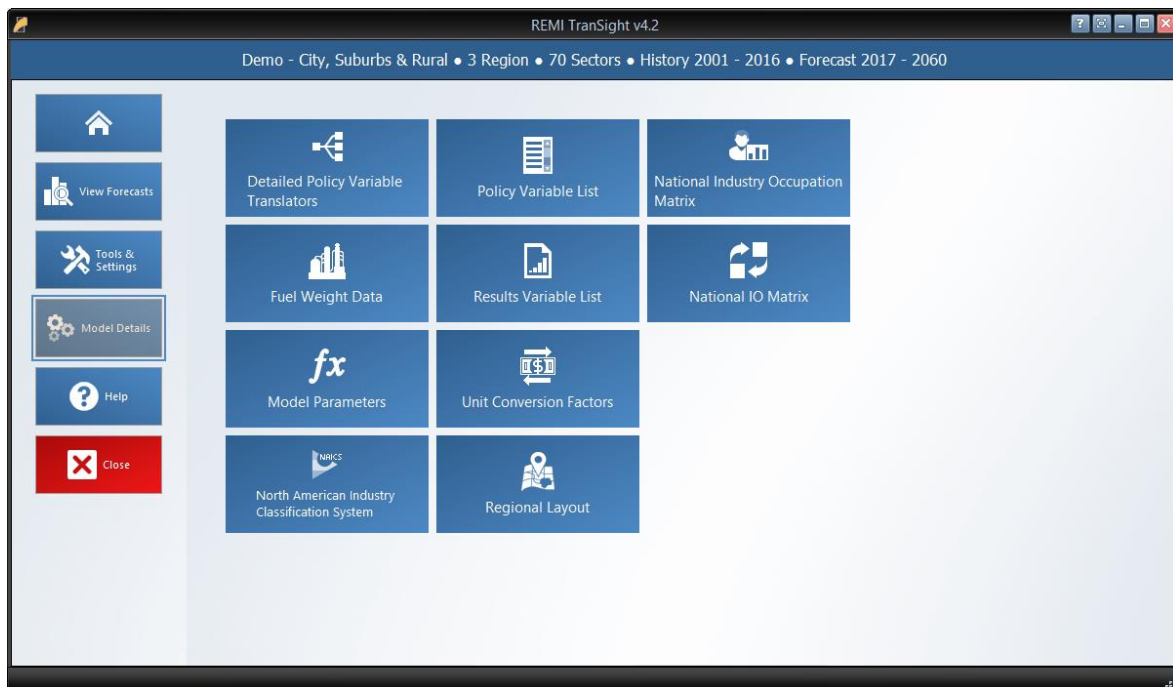 REMI TranSight v4.2
Demo - City, Suburbs & Rural ● 3 Region ● 70 Sectors ● History 2001 - 2016 ● Forecast 2017 - 2060
View Forecasts
Tools &
Settings
Model Details
Help
Close
Detailed Policy Variable
Translators
Policy Variable List
National Industry Occupation
Matrix
Fuel Weight Data
Results Variable List
National IO Matrix
fx
Model Parameters
Unit Conversion Factors
NAICS
North American Industry
Classification System
Regional Layout